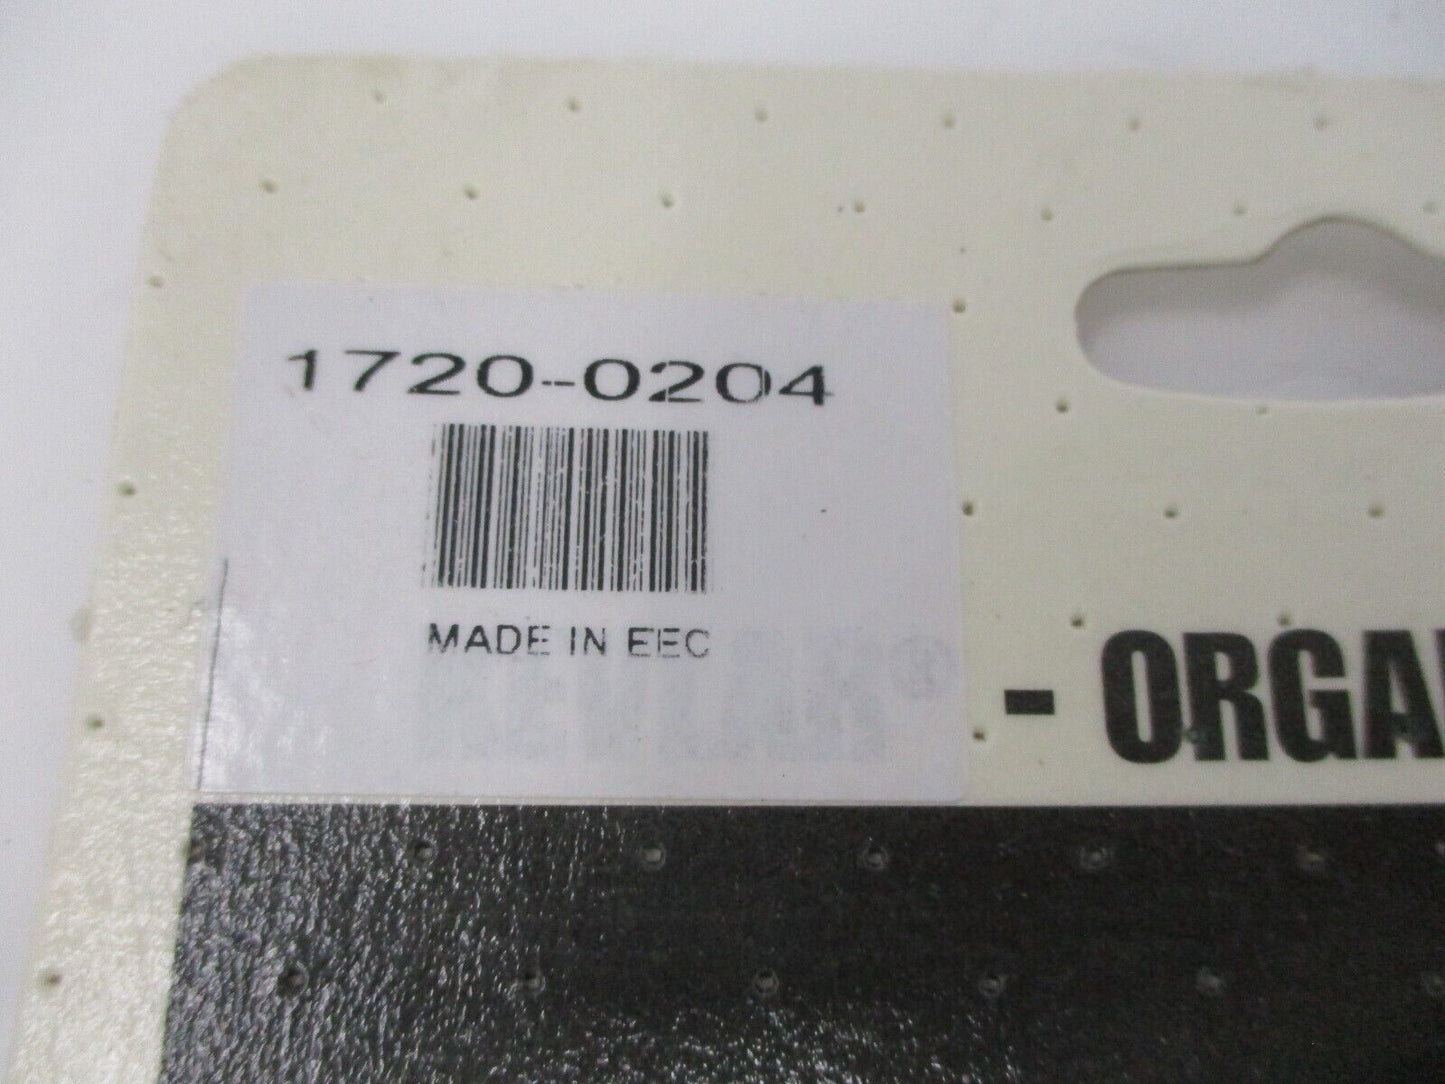 1720-0204
MADE IN EEC
- ORGA